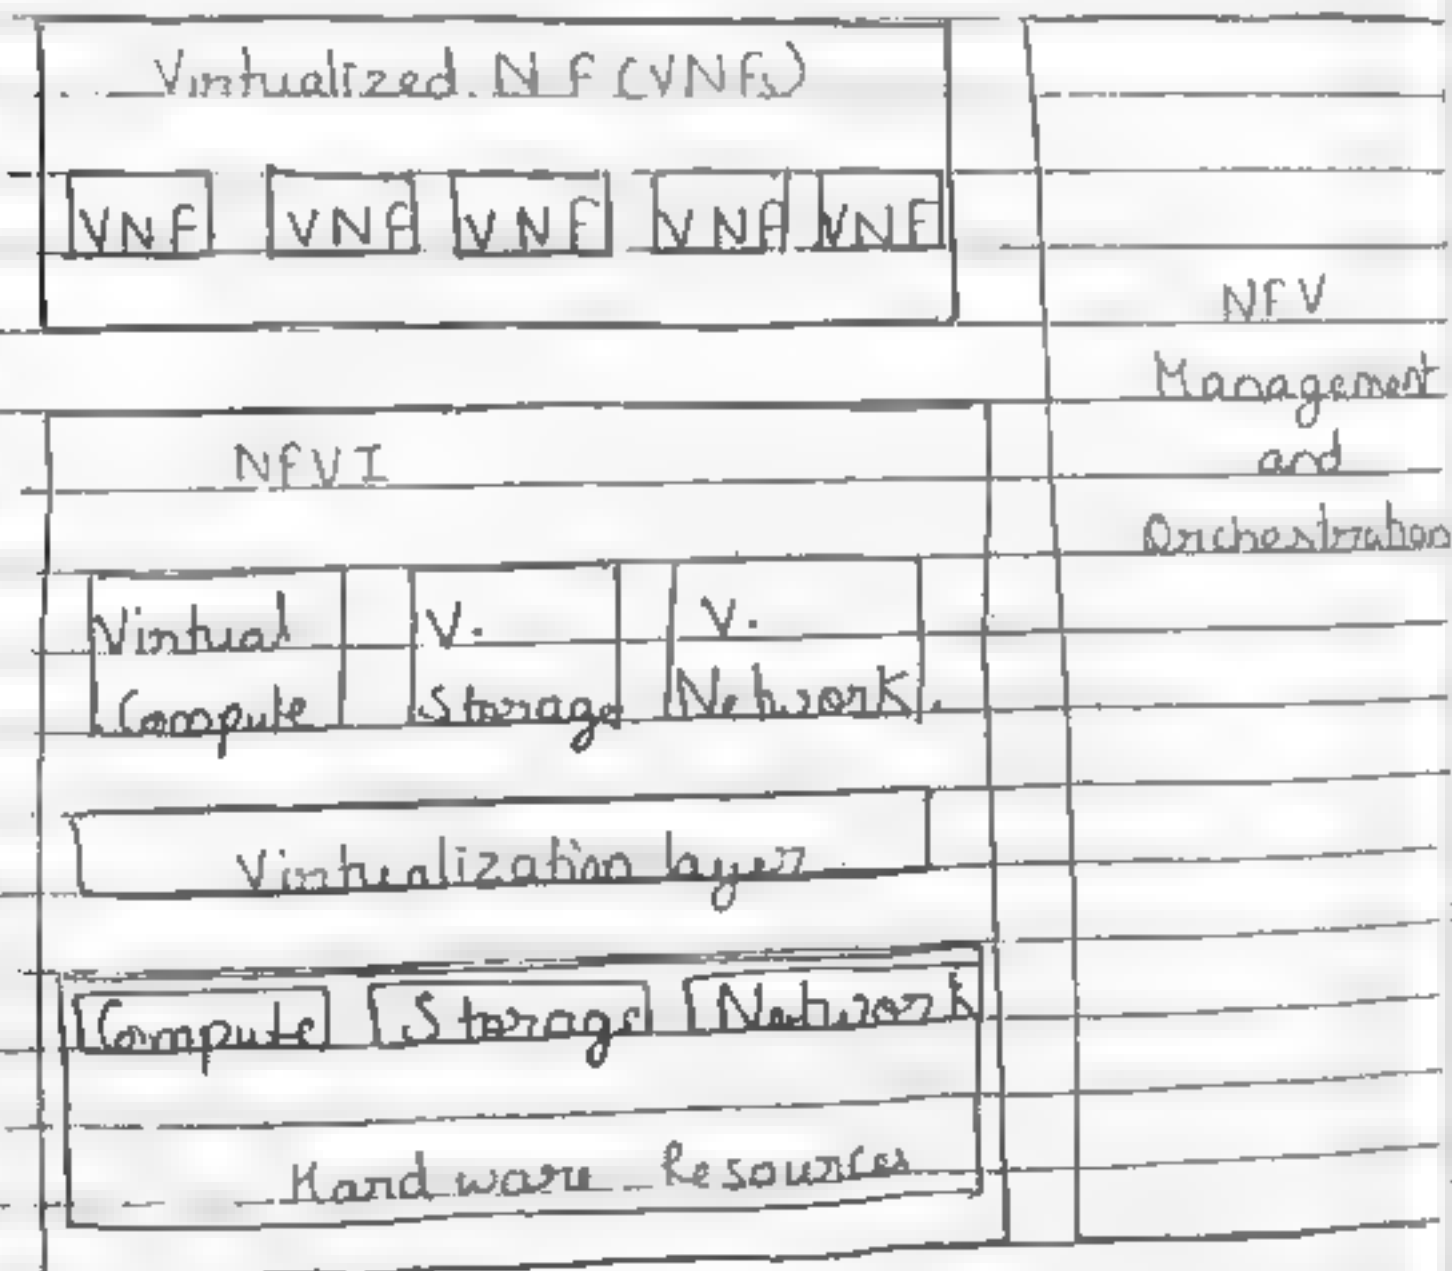 Virtualized NF (VNFs)
VNF VNF VNF VNF VNF
NFV
Management
and
Orchestration
NFVI
Virtual
Compute
V.
Storage
V.
Network.
Virtualization layer
Compute Storage Network
Hardware Resources